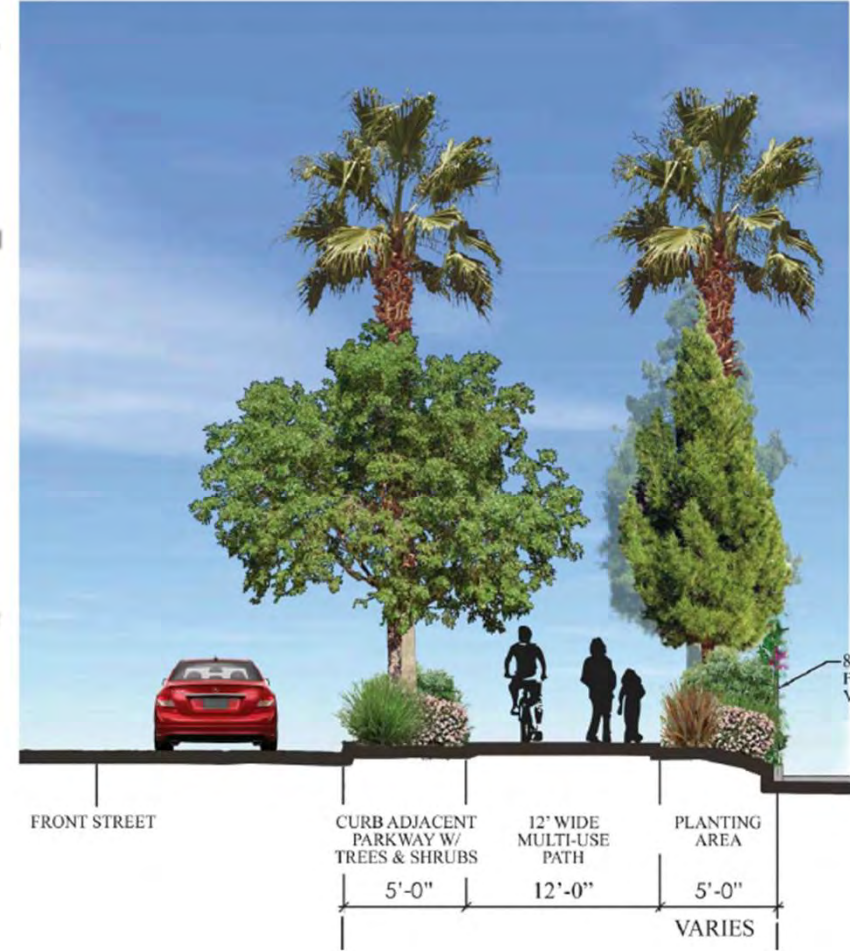 8
F
V
FRONT STREET
CURB ADJACENT
PARKWAY W/
TREES & SHRUBS
12' WIDE
MULTI-USE
PATH
PLANTING
AREA
5'-0"
12'-0"
5'-0"
VARIES